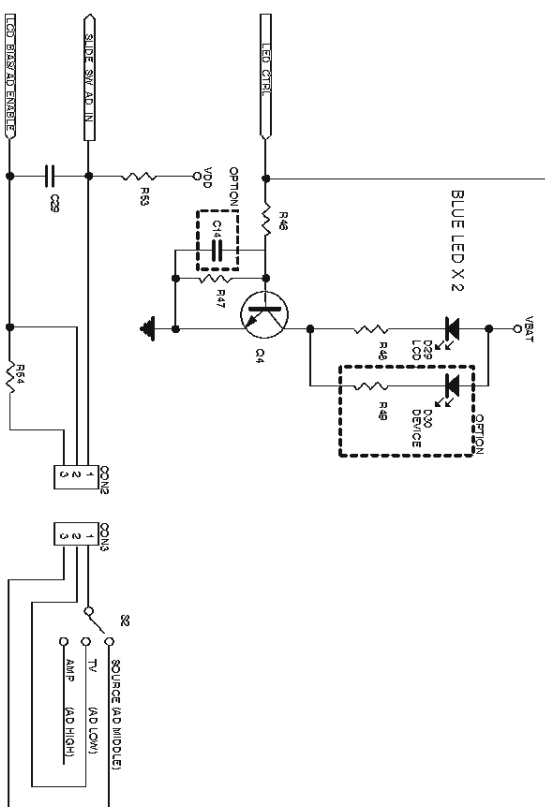 VBAT
OPTION
BLUE LED X 2
D29
LCD
D30
DEVICE
R48
R49
LED CTRL
R46
Q4
OPTION
C14
R47
VDD
R53
SLIDE SW AD IN
C29
LCD BIAS/AD ENABLE
R54
CON2
1
2
3
CON3
1
2
3
S2
SOURCE (AD MIDDLE)
TV (AD LOW)
AMP (AD HIGH)